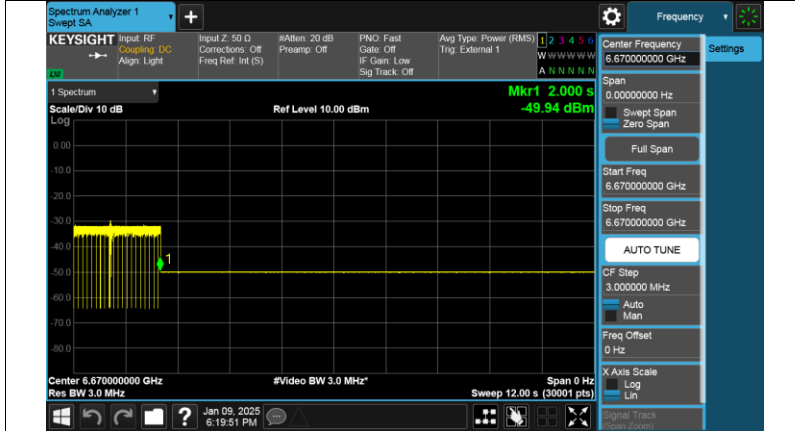 Spectrum Analyzer 1
Swept SA
Frequency
KEYSIGHT
Input: RF
Coupling: DC
Align: Light
Input Z: 50 Ω
Corrections: Off
Freq Ref: Int (S)
#Atten: 20 dB
Preamp: Off
PNO: Fast
Gate: Off
IF Gain: Low
Sig Track: Off
Avg Type: Power (RMS)
Trig: External 1
1 2 3 4 5 6
W W W W W W
A N N N N N
LXI
1 Spectrum
Scale/Div 10 dB
Log
Ref Level 10.00 dBm
Mkr1 2.000 s
-49.94 dBm
0.00
-10.0
-20.0
-30.0
-40.0
-50.0
-60.0
-70.0
-80.0
1
Center 6.670000000 GHz
Res BW 3.0 MHz
#Video BW 3.0 MHz*
Span 0 Hz
Sweep 12.00 s (30001 pts)
Jan 09, 2025
6:19:51 PM
Center Frequency
6.670000000 GHz
Span
0.00000000 Hz
Swept Span
Zero Span
Full Span
Start Freq
6.670000000 GHz
Stop Freq
6.670000000 GHz
AUTO TUNE
CF Step
3.000000 MHz
Auto
Man
Freq Offset
0 Hz
X Axis Scale
Log
Lin
Signal Track
(Span Zoom)
Settings